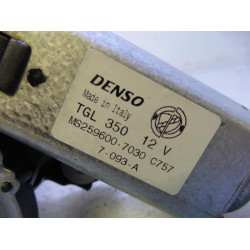 DENSO
Made in Italy
TGL 350 12 V
MS259600-7030 C757
7-093-A